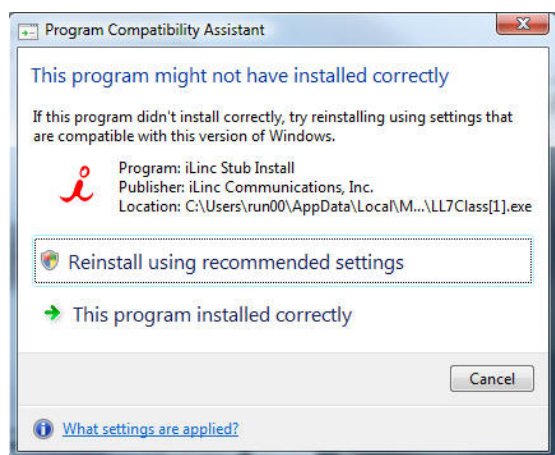 Program Compatibility Assistant
This program might not have installed correctly
If this program didn't install correctly, try reinstalling using settings that
are compatible with this version of Windows.
Program: iLinc Stub Install
Publisher: iLinc Communications, Inc.
Location: C:\Users\run00\AppData\Local\M...\LL7Class[1].exe
Reinstall using recommended settings
This program installed correctly
Cancel
What settings are applied?